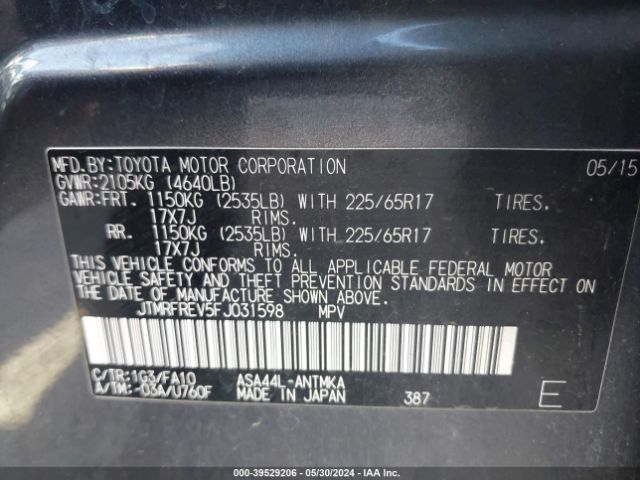 MFD.BY:TOYOTA MOTOR CORPORATION 05/15
GVWR:2105KG (4640LB)
GAWR:FRT. 1150KG (2535LB) WITH 225/65R17 TIRES.
17X7J RIMS.
RR. 1150KG (2535LB) WITH 225/65R17 TIRES.
17X7J RIMS.
THIS VEHICLE CONFORMS TO ALL APPLICABLE FEDERAL MOTOR
VEHICLE SAFETY AND THEFT PREVENTION STANDARDS IN EFFECT ON
THE DATE OF MANUFACTURE SHOWN ABOVE.
JTMRFREV5FJ031598 MPV
C/TR:1G3/FA10 ASA44L-ANTMKA
A/TM:-03A/U760F MADE IN JAPAN 387 E
000-39529206 - 05/30/2024 - IAA Inc.